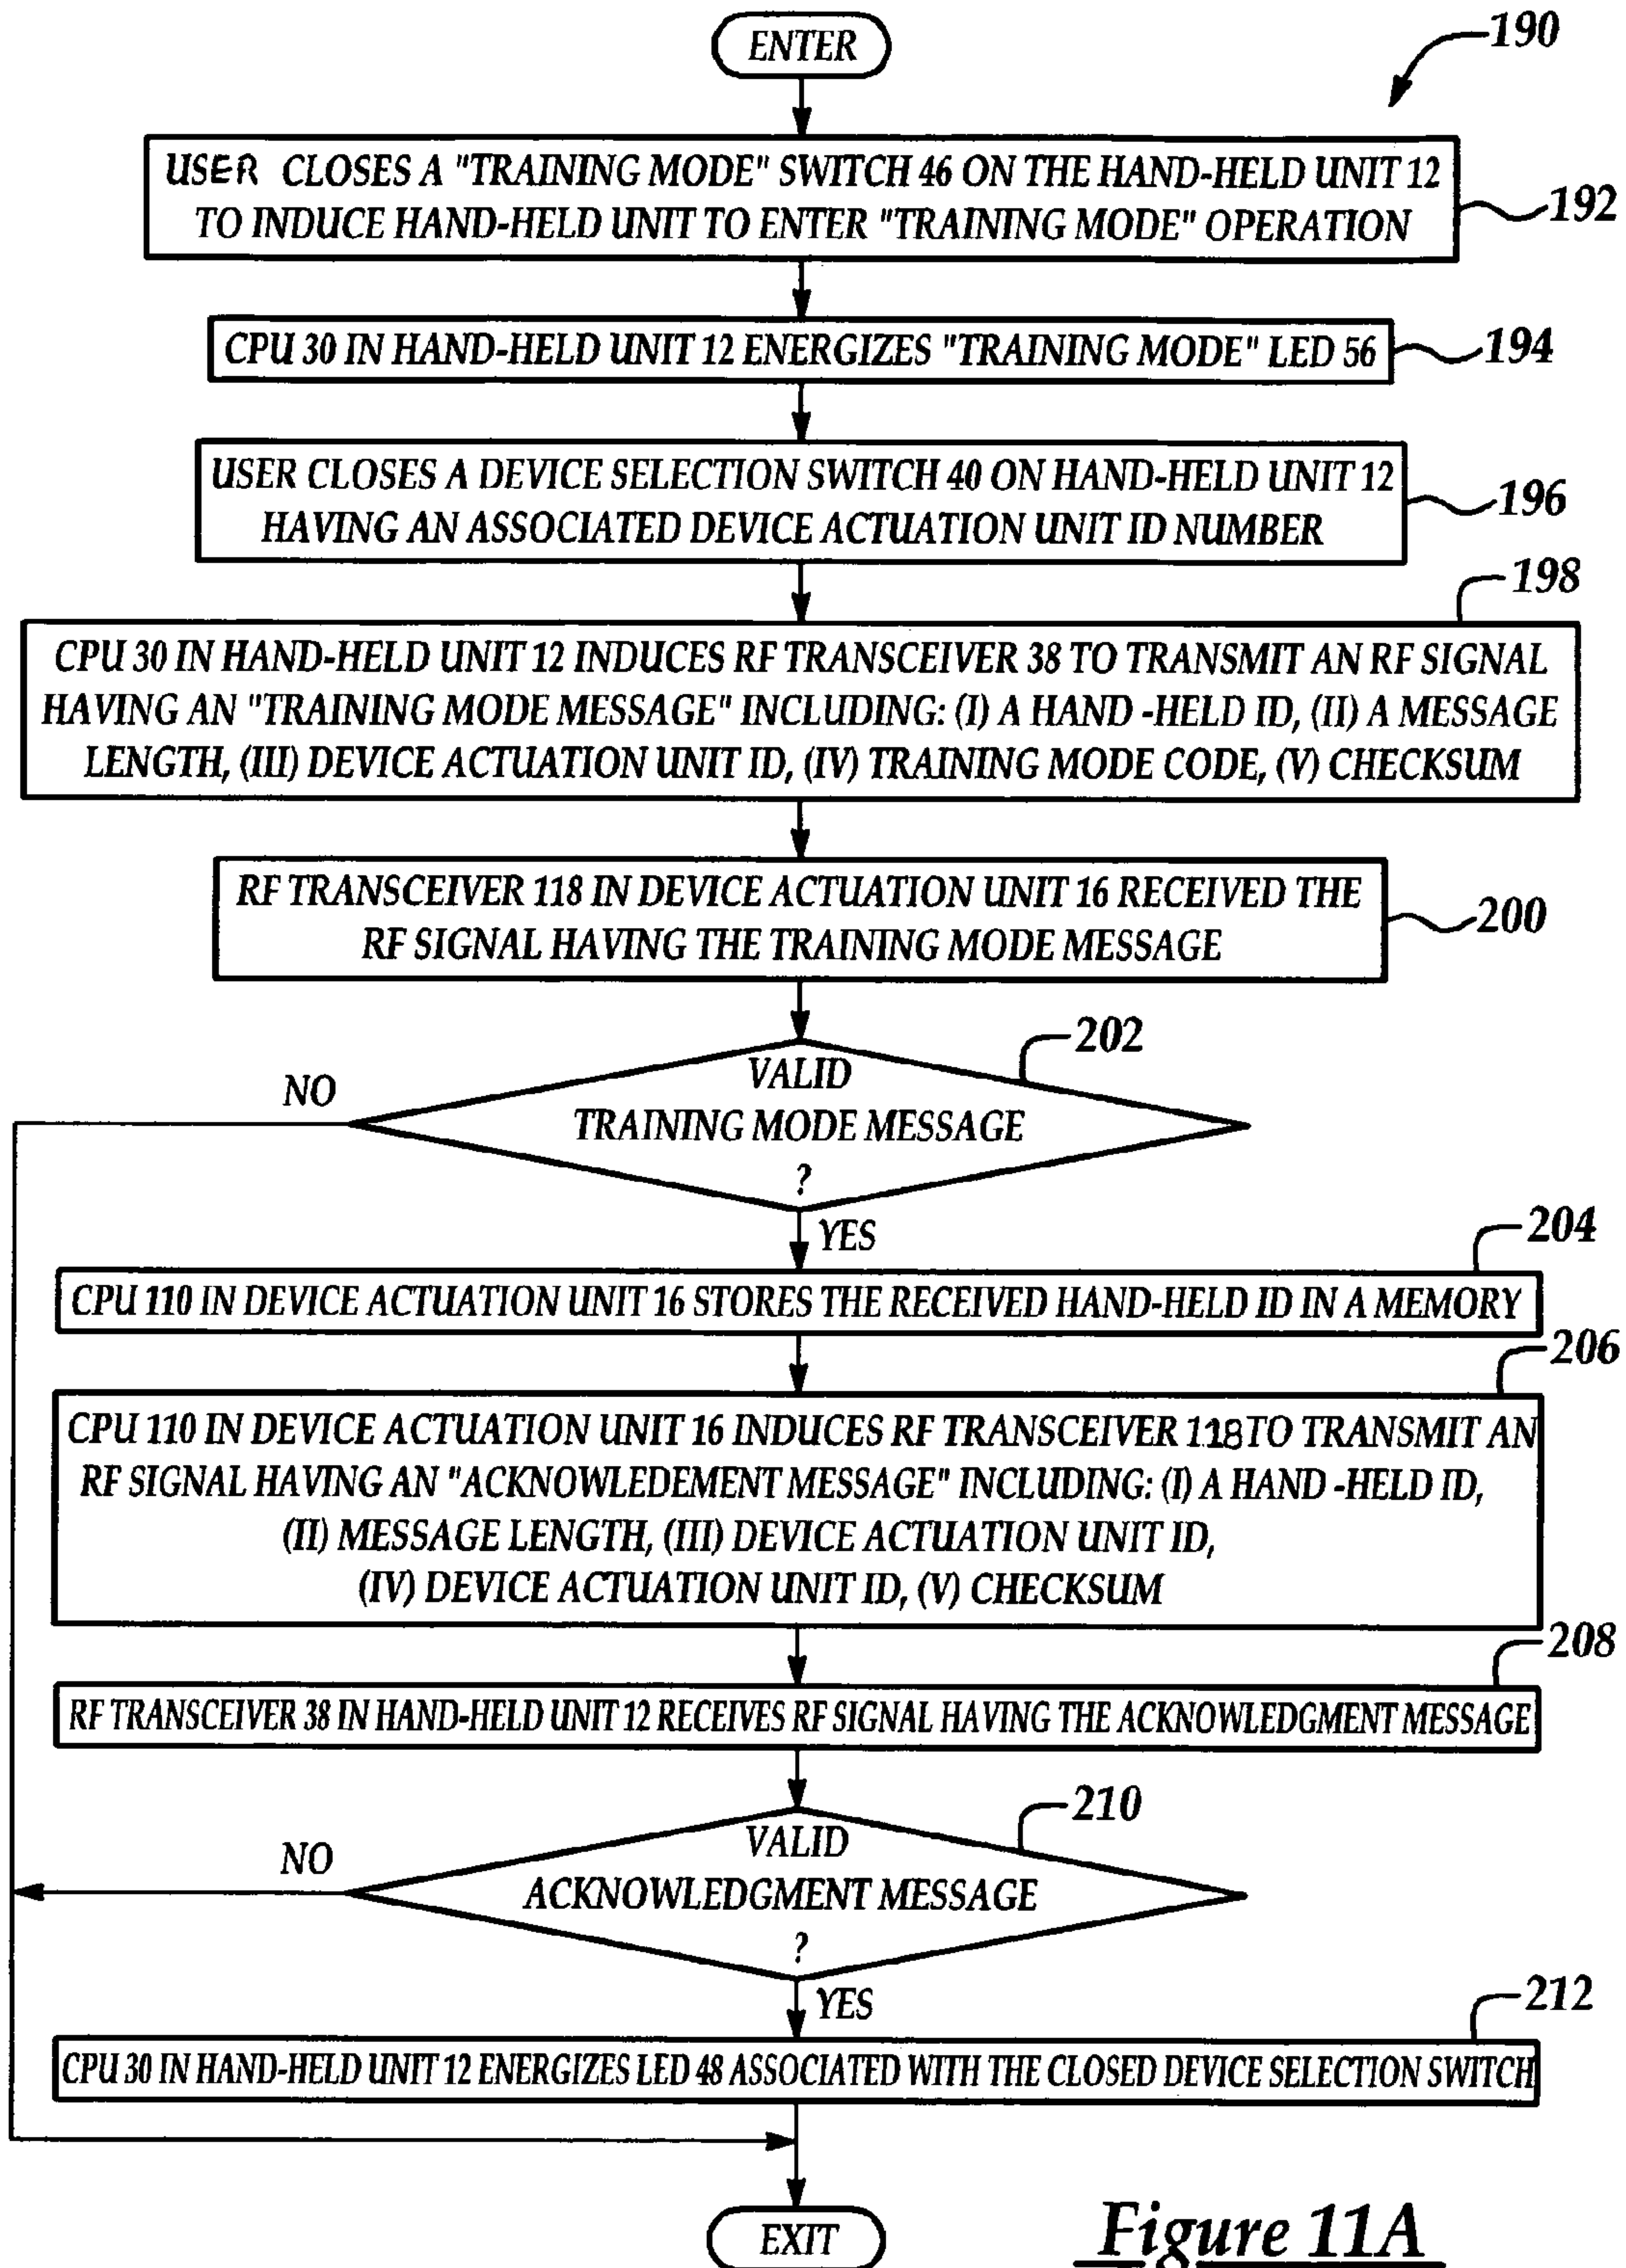 ENTER
190
USER CLOSES A "TRAINING MODE" SWITCH 46 ON THE HAND-HELD UNIT 12
TO INDUCE HAND-HELD UNIT TO ENTER "TRAINING MODE" OPERATION
192
CPU 30 IN HAND-HELD UNIT 12 ENERGIZES "TRAINING MODE" LED 56
194
USER CLOSES A DEVICE SELECTION SWITCH 40 ON HAND-HELD UNIT 12
HAVING AN ASSOCIATED DEVICE ACTUATION UNIT ID NUMBER
196
198
CPU 30 IN HAND-HELD UNIT 12 INDUCES RF TRANSCEIVER 38 TO TRANSMIT AN RF SIGNAL
HAVING AN "TRAINING MODE MESSAGE" INCLUDING: (I) A HAND -HELD ID, (II) A MESSAGE
LENGTH, (III) DEVICE ACTUATION UNIT ID, (IV) TRAINING MODE CODE, (V) CHECKSUM
RF TRANSCEIVER 118 IN DEVICE ACTUATION UNIT 16 RECEIVED THE
RF SIGNAL HAVING THE TRAINING MODE MESSAGE
200
202
NO
VALID
TRAINING MODE MESSAGE
?
YES
204
CPU 110 IN DEVICE ACTUATION UNIT 16 STORES THE RECEIVED HAND-HELD ID IN A MEMORY
206
CPU 110 IN DEVICE ACTUATION UNIT 16 INDUCES RF TRANSCEIVER 118 TO TRANSMIT AN
RF SIGNAL HAVING AN "ACKNOWLEDEMENT MESSAGE" INCLUDING: (I) A HAND -HELD ID,
(II) MESSAGE LENGTH, (III) DEVICE ACTUATION UNIT ID,
(IV) DEVICE ACTUATION UNIT ID, (V) CHECKSUM
208
RF TRANSCEIVER 38 IN HAND-HELD UNIT 12 RECEIVES RF SIGNAL HAVING THE ACKNOWLEDGMENT MESSAGE
210
NO
VALID
ACKNOWLEDGMENT MESSAGE
?
YES
212
CPU 30 IN HAND-HELD UNIT 12 ENERGIZES LED 48 ASSOCIATED WITH THE CLOSED DEVICE SELECTION SWITCH
EXIT
Figure 11A